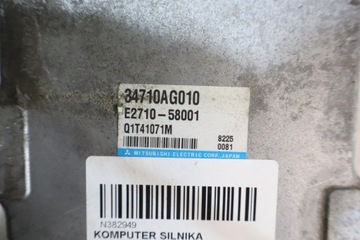 34710AG010
E2710-58001
Q1T41071M
8225
0081
MITSUBISHI ELECTRIC CORP. JAPAN
N382949
KOMPUTER SILNIKA